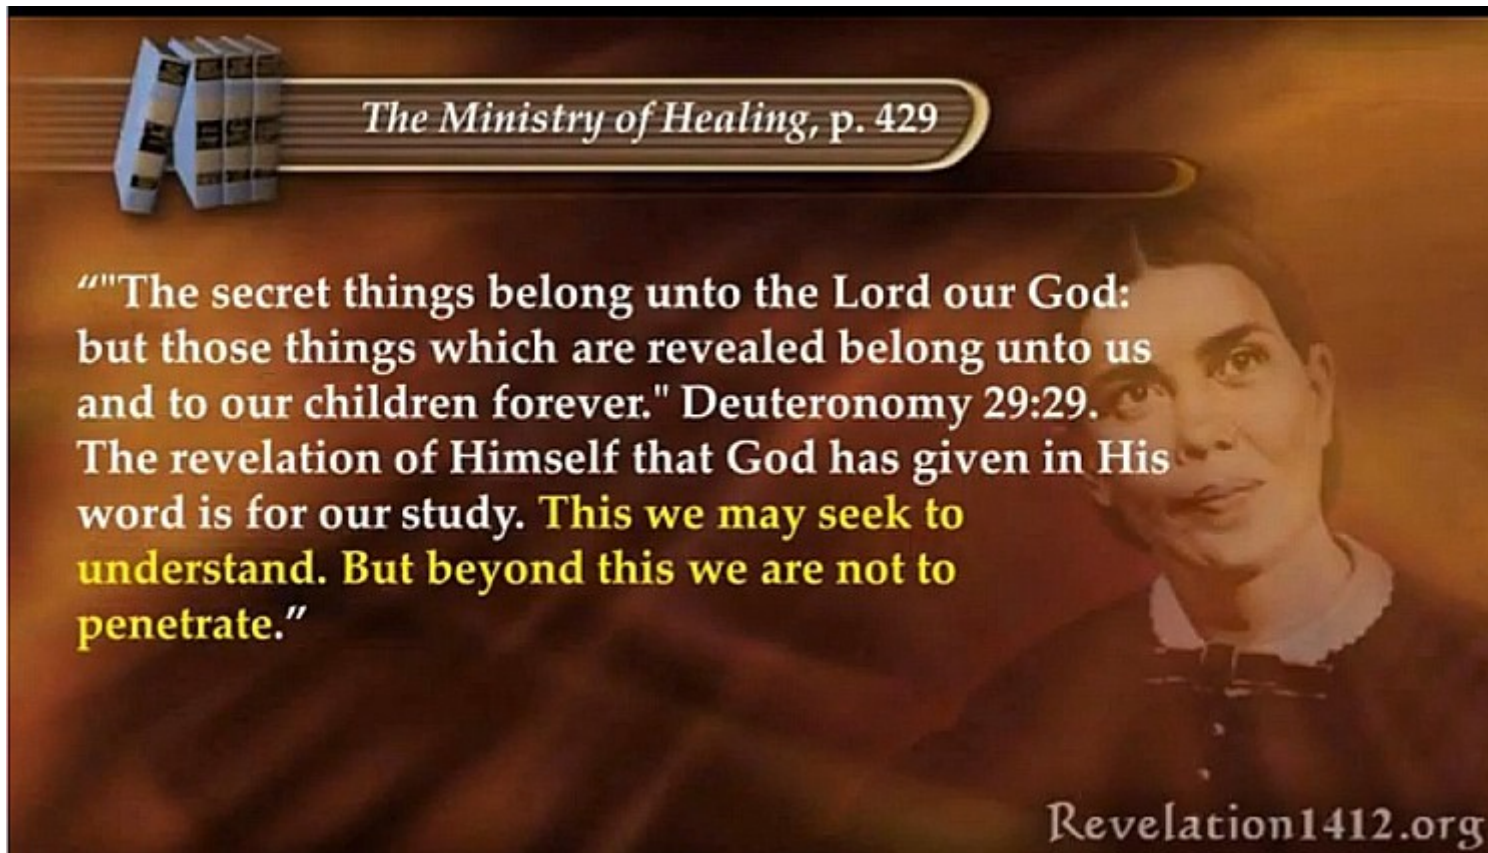 The Ministry of Healing, p. 429
“"The secret things belong unto the Lord our God:
but those things which are revealed belong unto us
and to our children forever." Deuteronomy 29:29.
The revelation of Himself that God has given in His
word is for our study. This we may seek to
understand. But beyond this we are not to
penetrate.”
Revelation1412.org